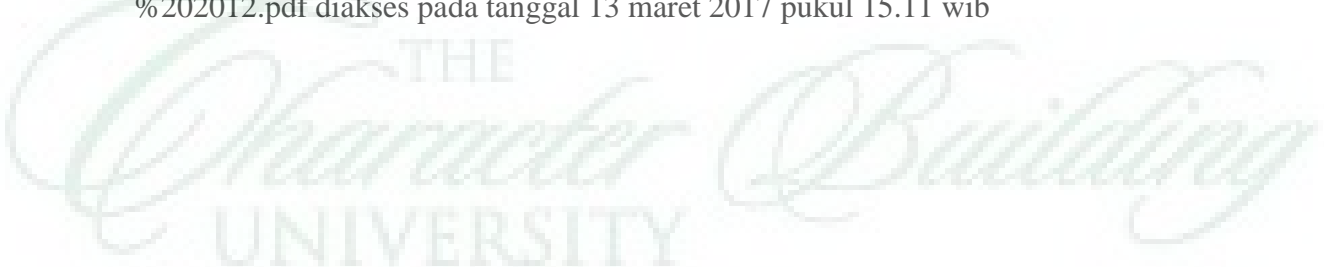 %202012.pdf diakses pada tanggal 13 maret 2017 pukul 15.11 wib
THE
Character Building
UNIVERSITY